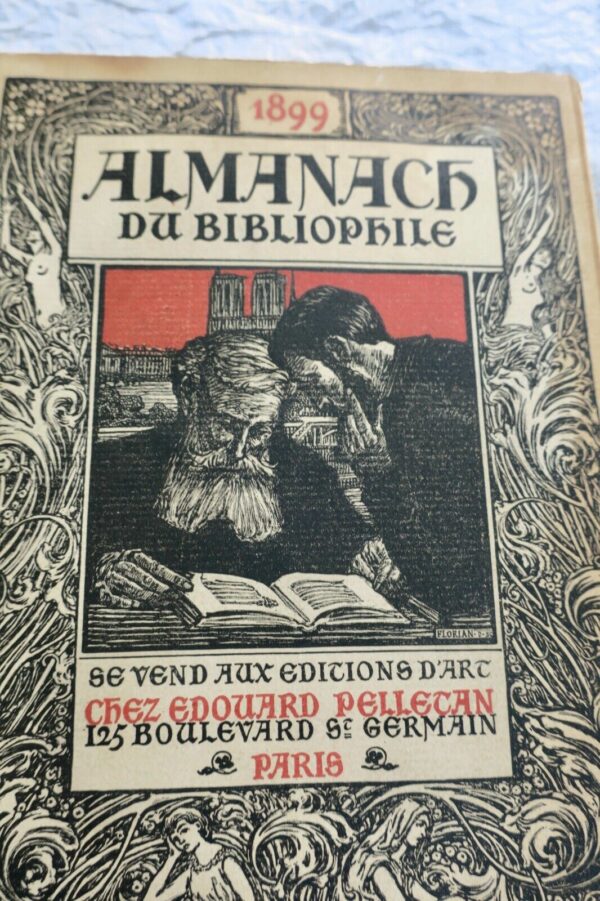 1899
ALMANACH
DU BIBLIOPHILE
FLORIAN
SE VEND AUX EDITIONS D'ART
CHEZ EDOUARD PELLETAN
125 BOULEVARD St GERMAIN
PARIS